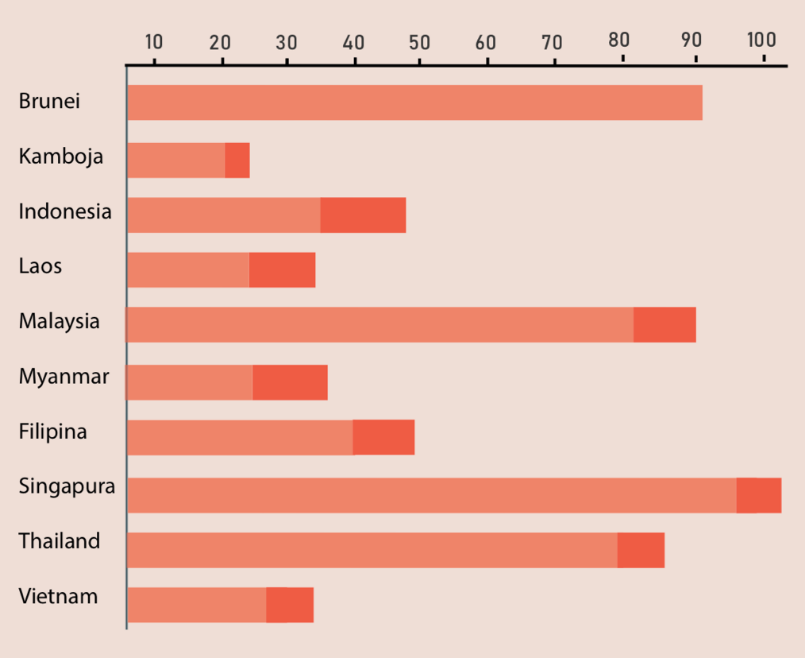 10 20 30 40 50 60 70 80 90 100
Brunei
Kamboja
Indonesia
Laos
Malaysia
Myanmar
Filipina
Singapura
Thailand
Vietnam